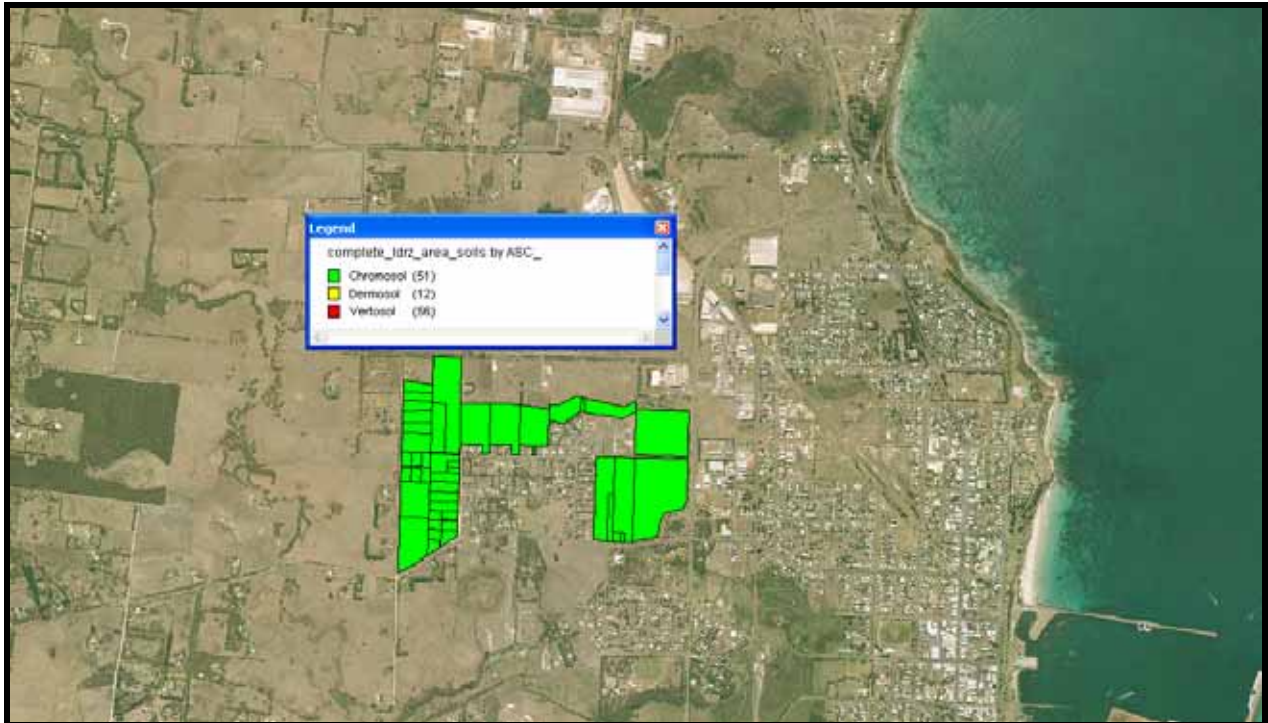 Legend
complete_ldrz_area_soils by ASC_
Chromosol (51)
Dermosol (12)
Vertosol (56)